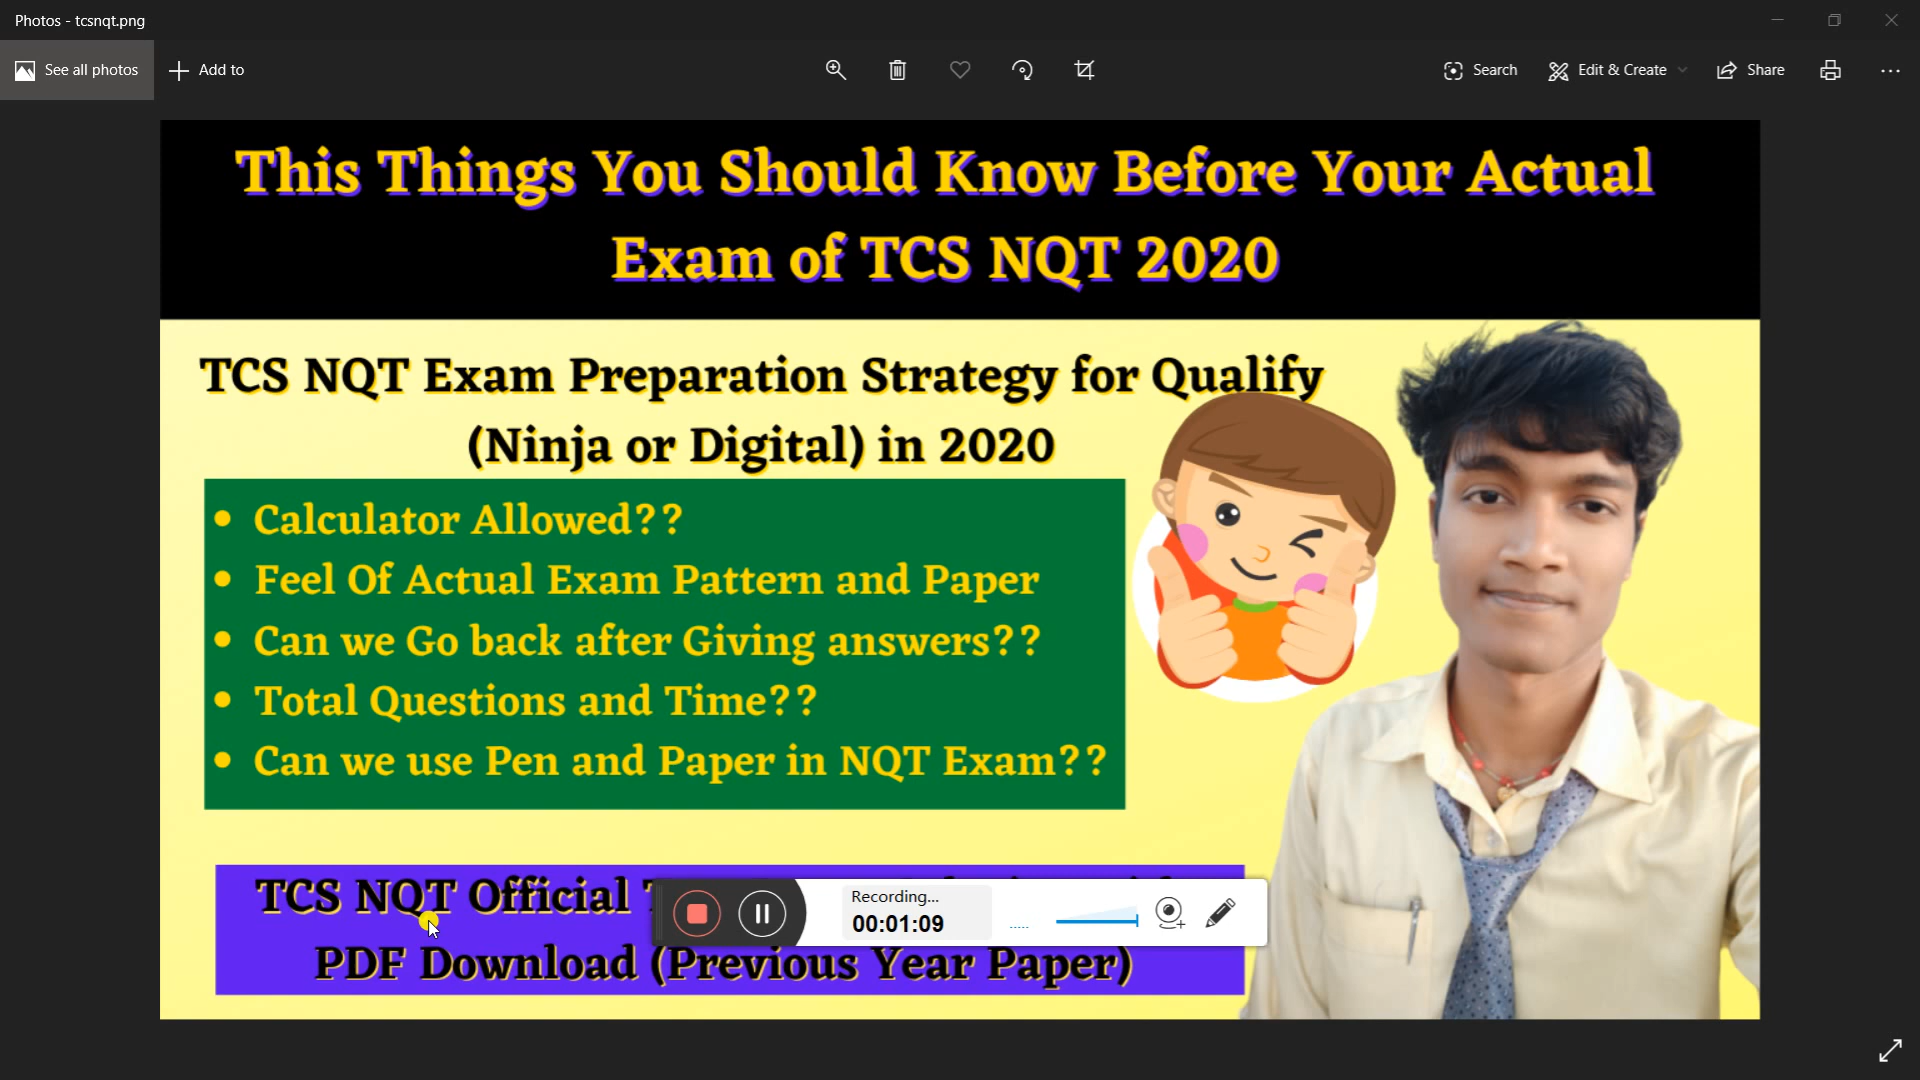 Photos - tcsnqt.png
See all photos
Add to
Search
Edit & Create
Share
This Things You Should Know Before Your Actual
Exam of TCS NQT 2020
TCS NQT Exam Preparation Strategy for Qualify
(Ninja or Digital) in 2020
Calculator Allowed??
Feel Of Actual Exam Pattern and Paper
Can we Go back after Giving answers??
Total Questions and Time??
Can we use Pen and Paper in NQT Exam??
TCS NQT Official
Recording...
00:01:09
PDF Download (Previous Year Paper)